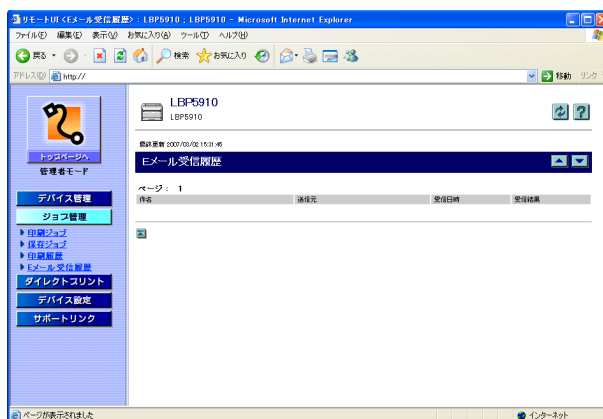 リモートUI <Eメール受信履歴> : LBP5910 ; LBP5910 - Microsoft Internet Explorer
ファイル(F) 編集(E) 表示(V) お気に入り(A) ツール(T) ヘルプ(H)
戻る 検索 お気に入り
アドレス(D) http:// 移動 リンク
LBP5910
LBP5910
最終更新 2007/03/02 15:31:46
トップページへ
管理者モード
Eメール受信履歴
ページ : 1
件名 送信元 受信日時 受信結果
デバイス管理
ジョブ管理
印刷ジョブ
保存ジョブ
印刷履歴
Eメール受信履歴
ダイレクトプリント
デバイス設定
サポートリンク
ページが表示されました インターネット